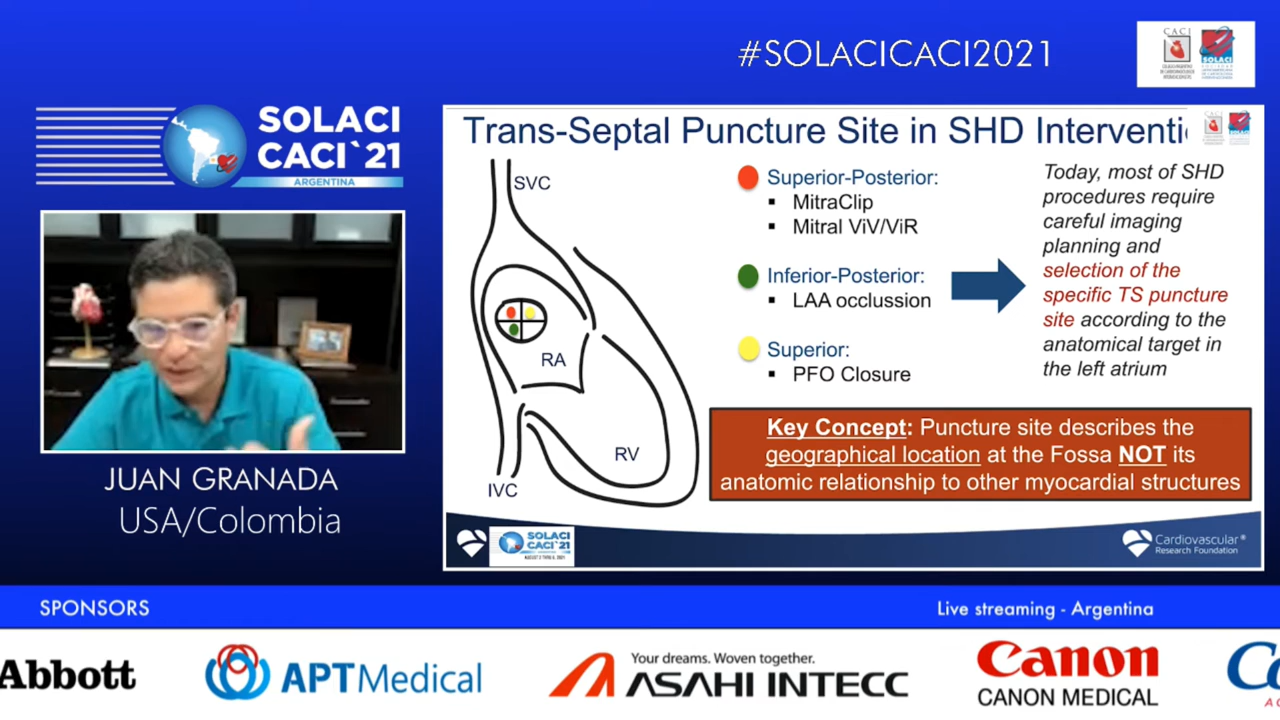 #SOLACICACI2021
CACI
SOLACI
SOLACI
CACI`21
ARGENTINA
JUAN GRANADA
USA/Colombia
Trans-Septal Puncture Site in SHD Interventi
SVC
RA
RV
IVC
Superior-Posterior:
▪ MitraClip
▪ Mitral ViV/ViR
Inferior-Posterior:
▪ LAA occlussion
Superior:
▪ PFO Closure
Today, most of SHD
procedures require
careful imaging
planning and
selection of the
specific TS puncture
site according to the
anatomical target in
the left atrium
Key Concept: Puncture site describes the
geographical location at the Fossa NOT its
anatomic relationship to other myocardial structures
SOLACI
CACI`21
Cardiovascular®
Research Foundation
SPONSORS
Live streaming - Argentina
Abbott
APTMedical
Your dreams. Woven together.
ASAHI INTECC
Canon
CANON MEDICAL